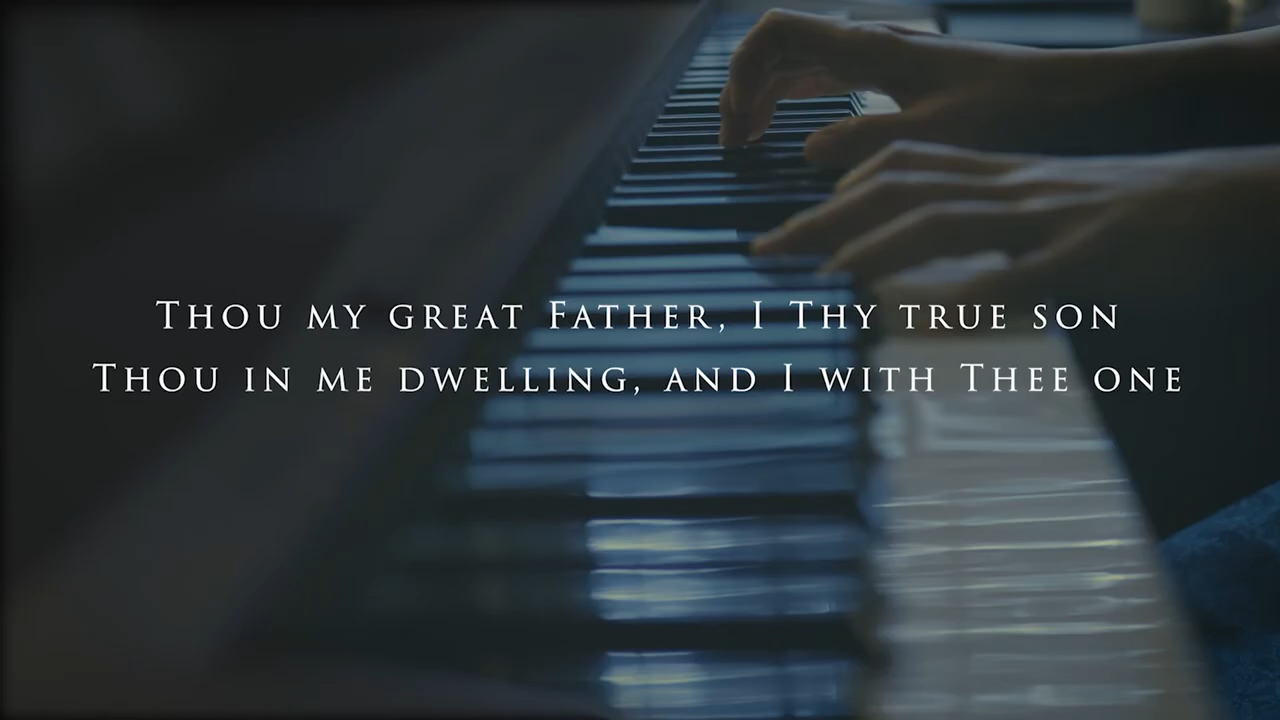 Thou my great Father, I Thy true son
Thou in me dwelling, and I with Thee one